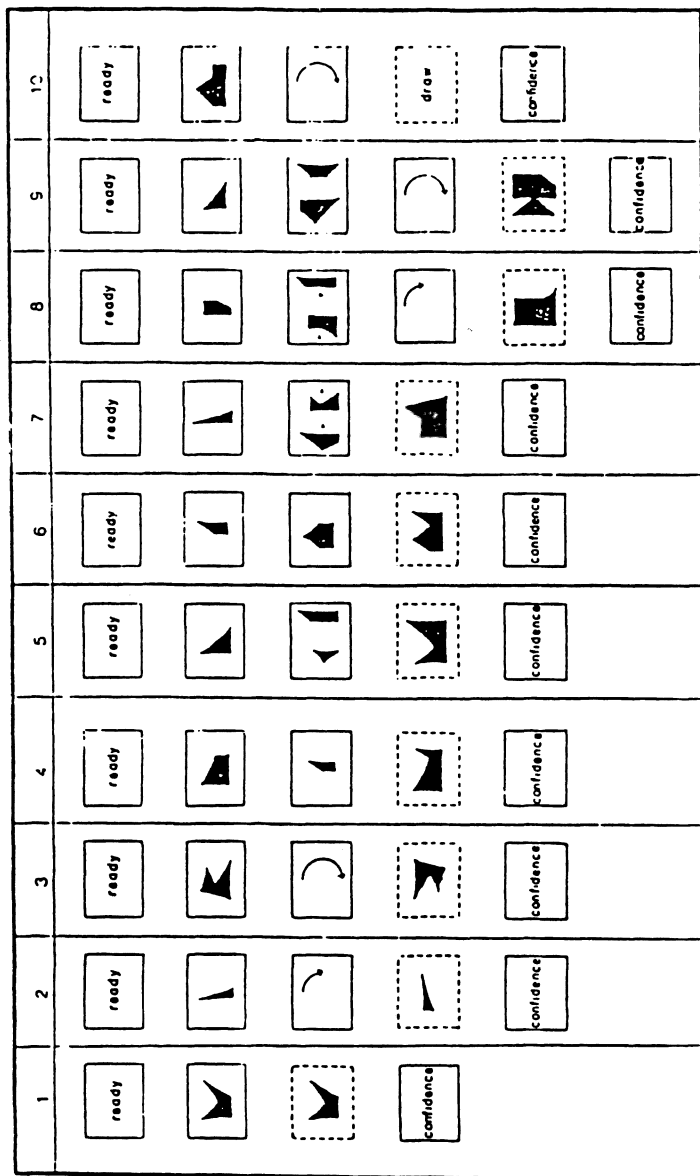 1 2 3 4 5 6 7 8 9 10
ready ready ready ready ready ready ready ready ready ready
confidence draw
confidence confidence confidence confidence confidence confidence confidence
confidence confidence